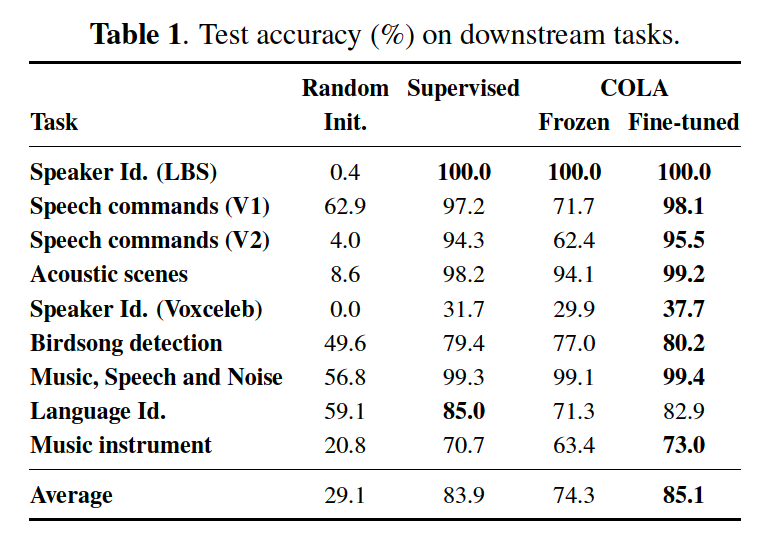 Table 1. Test accuracy (%) on downstream tasks.
Random Supervised COLA
Task Init. Frozen Fine-tuned
Speaker Id. (LBS) 0.4 100.0 100.0 100.0
Speech commands (V1) 62.9 97.2 71.7 98.1
Speech commands (V2) 4.0 94.3 62.4 95.5
Acoustic scenes 8.6 98.2 94.1 99.2
Speaker Id. (Voxceleb) 0.0 31.7 29.9 37.7
Birdsong detection 49.6 79.4 77.0 80.2
Music, Speech and Noise 56.8 99.3 99.1 99.4
Language Id. 59.1 85.0 71.3 82.9
Music instrument 20.8 70.7 63.4 73.0
Average 29.1 83.9 74.3 85.1